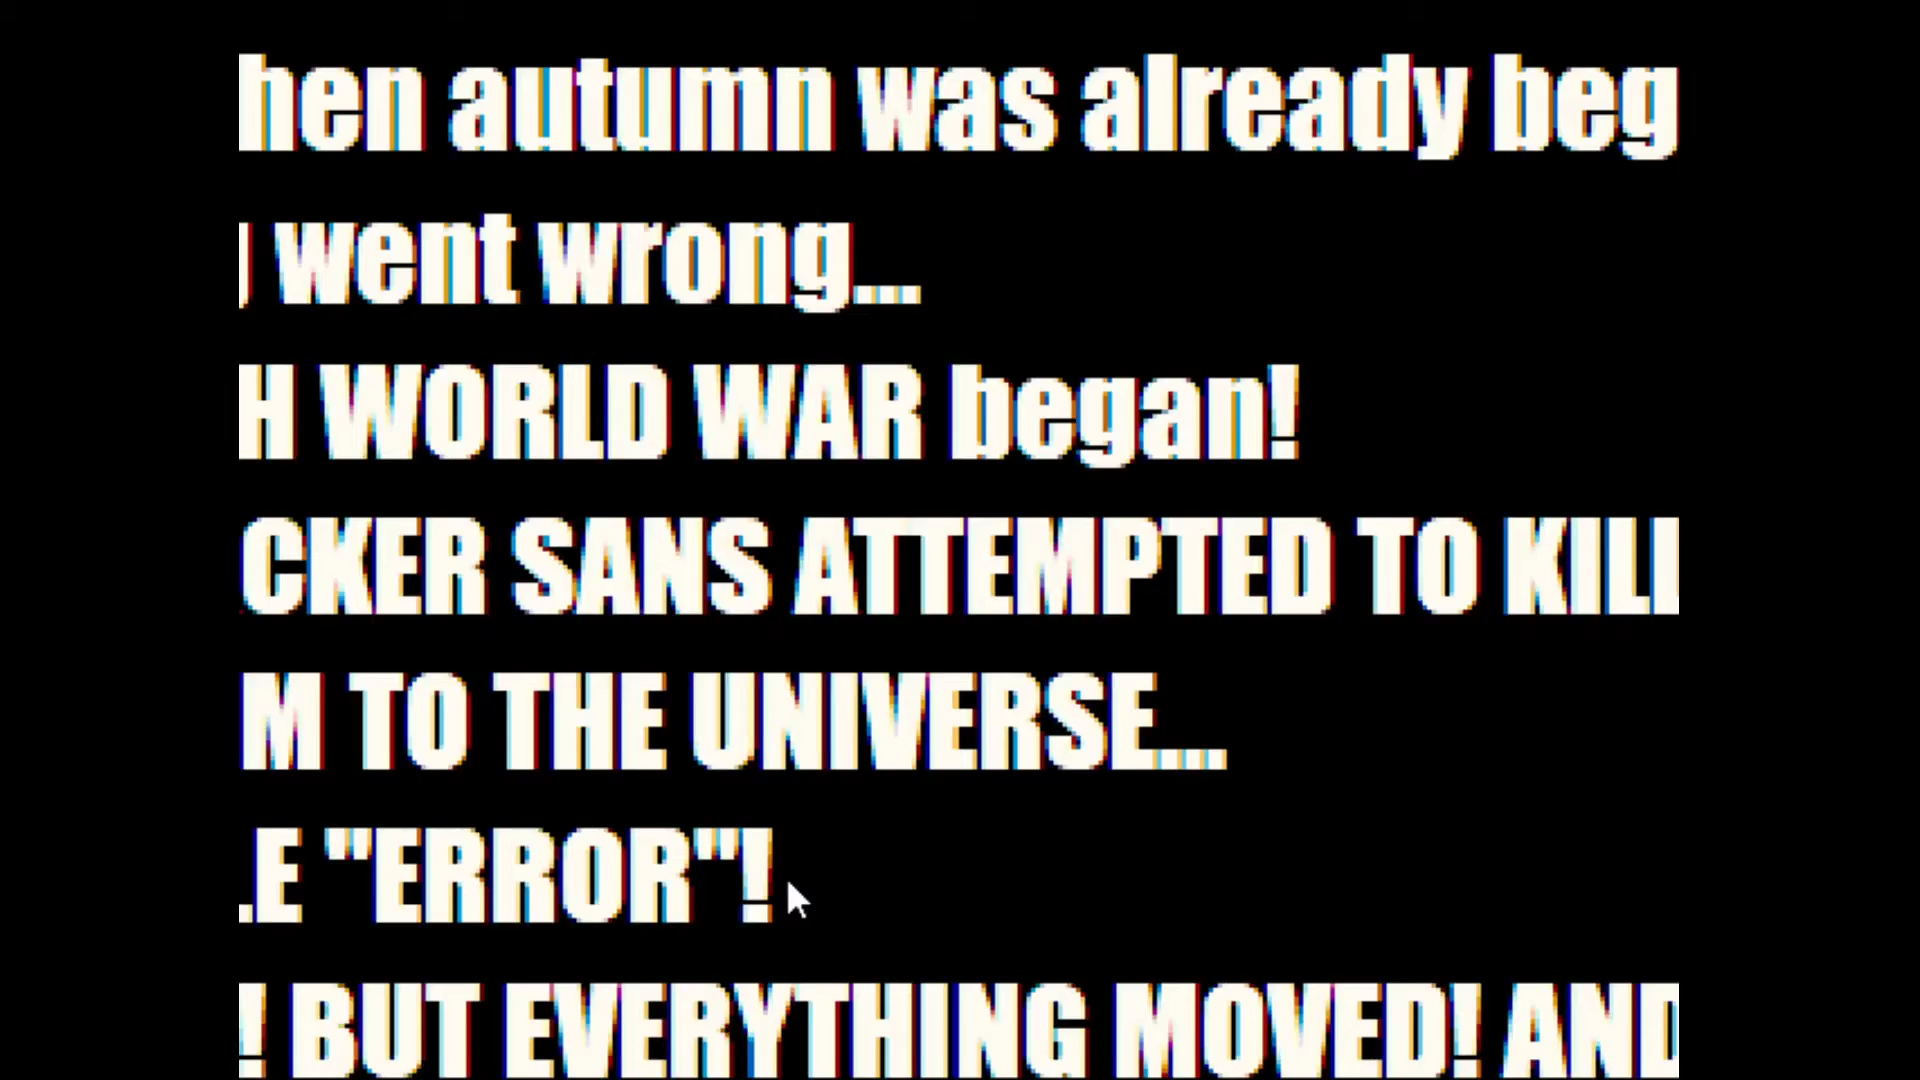 hen autumn was already beg
went wrong...
H WORLD WAR began!
CKER SANS ATTEMPTED TO KILL
M TO THE UNIVERSE...
.E "ERROR"!
! BUT EVERYTHING MOVED! AND